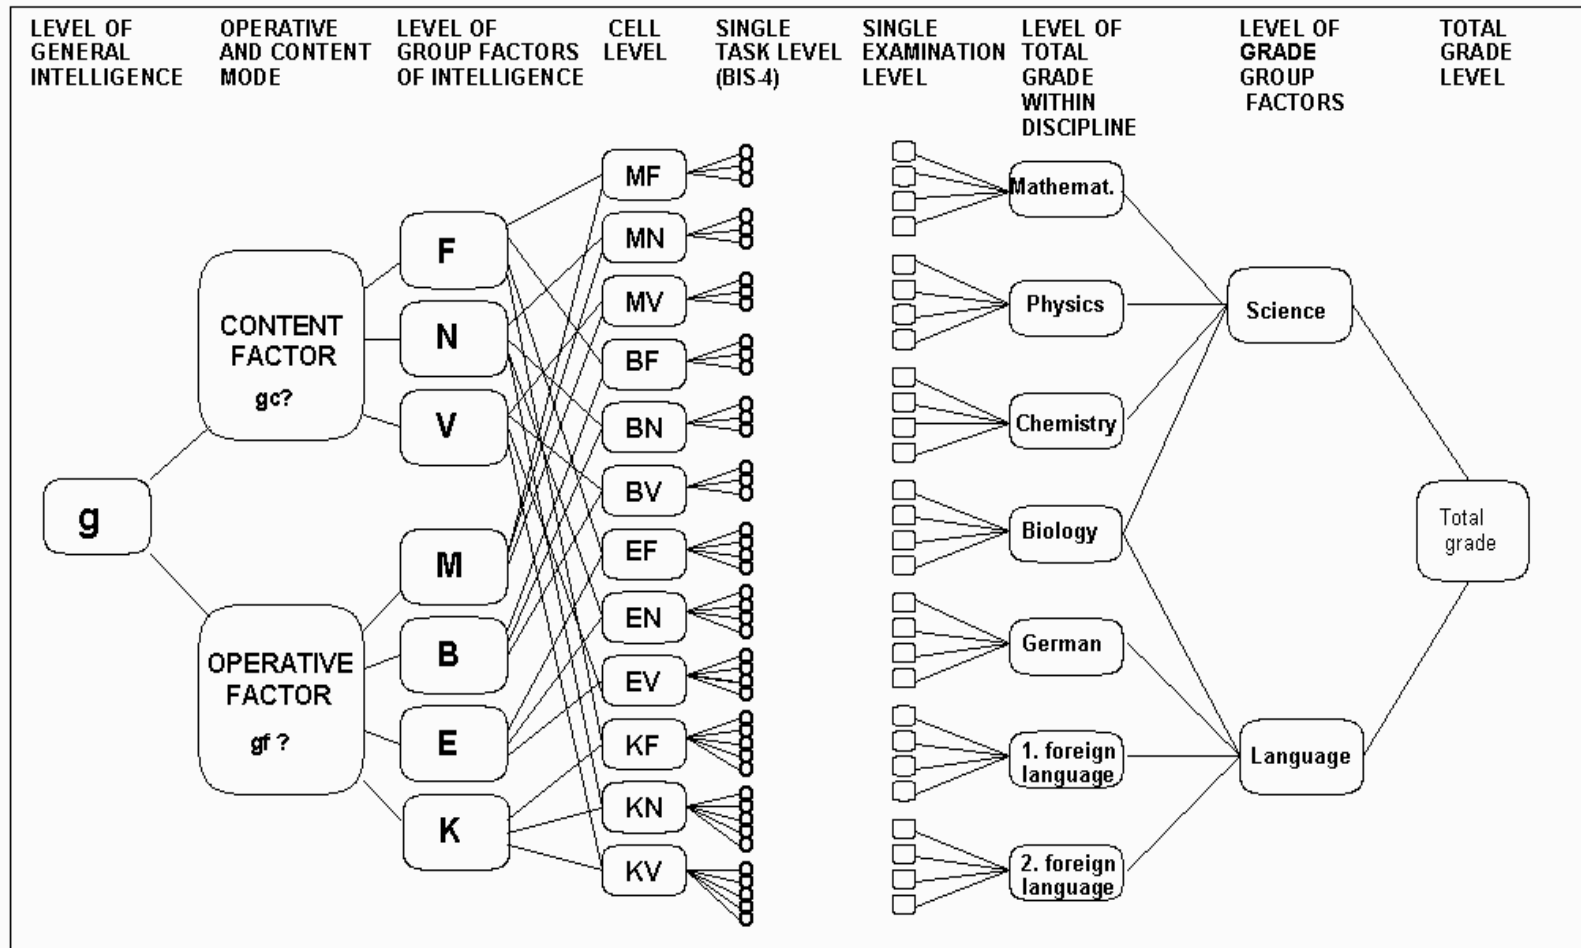 LEVEL OF
GENERAL
INTELLIGENCE
OPERATIVE
AND CONTENT
MODE
LEVEL OF
GROUP FACTORS
OF INTELLIGENCE
CELL
LEVEL
SINGLE
TASK LEVEL
(BIS-4)
SINGLE
EXAMINATION
LEVEL
LEVEL OF
TOTAL
GRADE
WITHIN
DISCIPLINE
LEVEL OF
GRADE
GROUP
FACTORS
TOTAL
GRADE
LEVEL
g
CONTENT
FACTOR
gc?
OPERATIVE
FACTOR
gf ?
F
N
V
M
B
E
K
MF
MN
MV
BF
BN
BV
EF
EN
EV
KF
KN
KV
Mathemat.
Physics
Chemistry
Biology
German
1. foreign
language
2. foreign
language
Science
Language
Total
grade